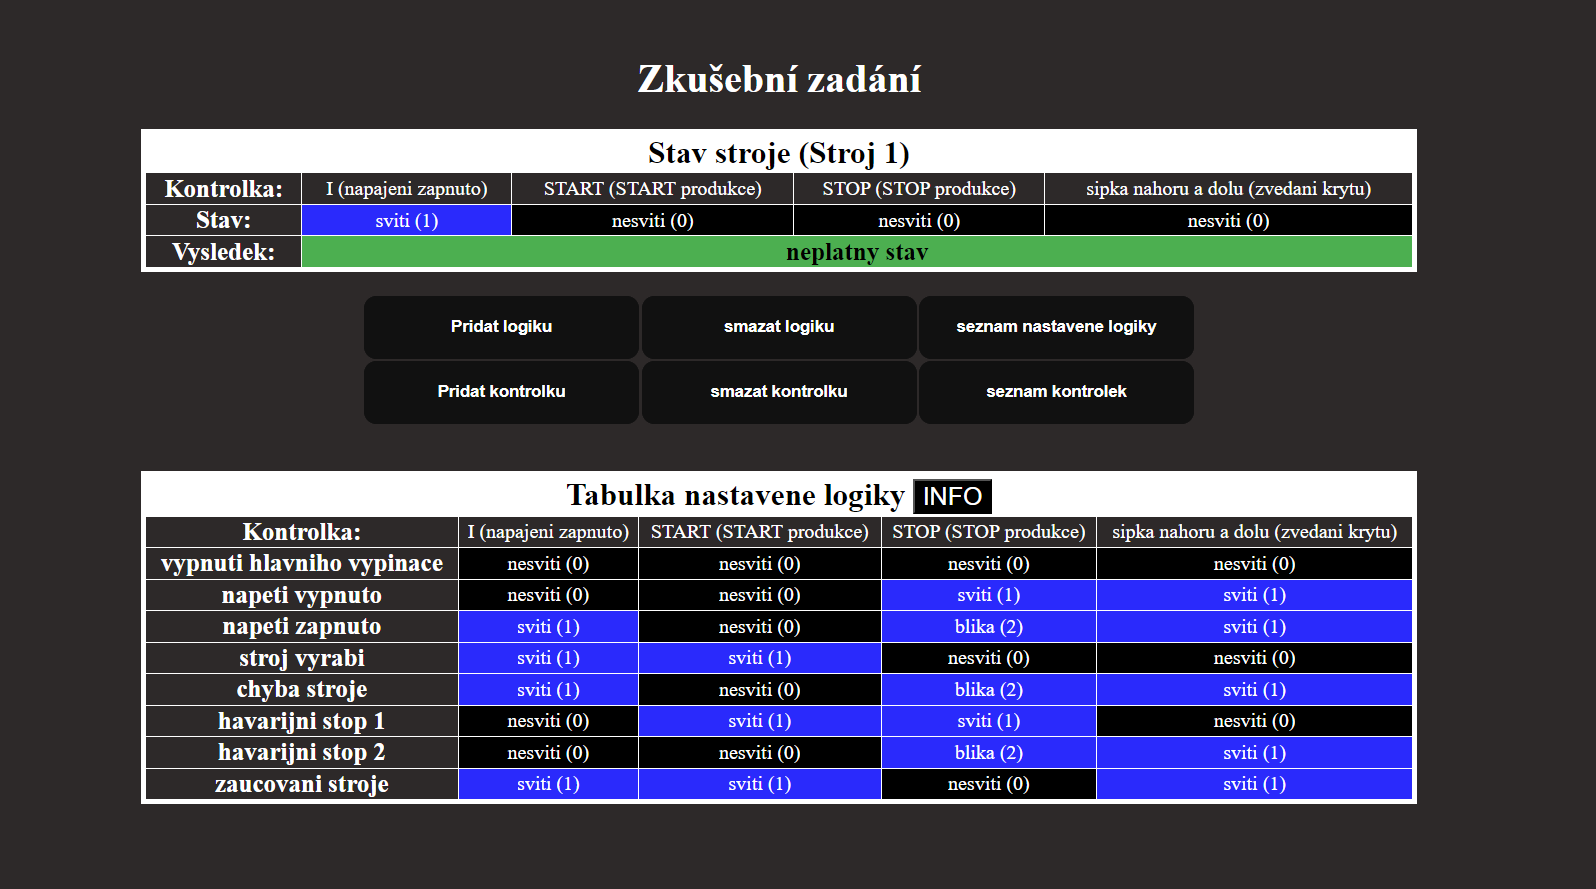 Zkušební zadání
Stav stroje (Stroj 1)
Kontrolka: I (napajeni zapnuto) START (START produkce) STOP (STOP produkce) sipka nahoru a dolu (zvedani krytu)
Stav: sviti (1) nesviti (0) nesviti (0) nesviti (0)
Vysledek: neplatny stav
Pridat logiku smazat logiku seznam nastavene logiky
Pridat kontrolku smazat kontrolku seznam kontrolek
Tabulka nastavene logiky INFO
Kontrolka: I (napajeni zapnuto) START (START produkce) STOP (STOP produkce) sipka nahoru a dolu (zvedani krytu)
vypnuti hlavniho vypinace nesviti (0) nesviti (0) nesviti (0) nesviti (0)
napeti vypnuto nesviti (0) nesviti (0) sviti (1) sviti (1)
napeti zapnuto sviti (1) nesviti (0) blika (2) sviti (1)
stroj vyrabi sviti (1) sviti (1) nesviti (0) nesviti (0)
chyba stroje sviti (1) nesviti (0) blika (2) sviti (1)
havarijni stop 1 nesviti (0) sviti (1) sviti (1) nesviti (0)
havarijni stop 2 nesviti (0) nesviti (0) blika (2) sviti (1)
zaucovani stroje sviti (1) sviti (1) nesviti (0) sviti (1)